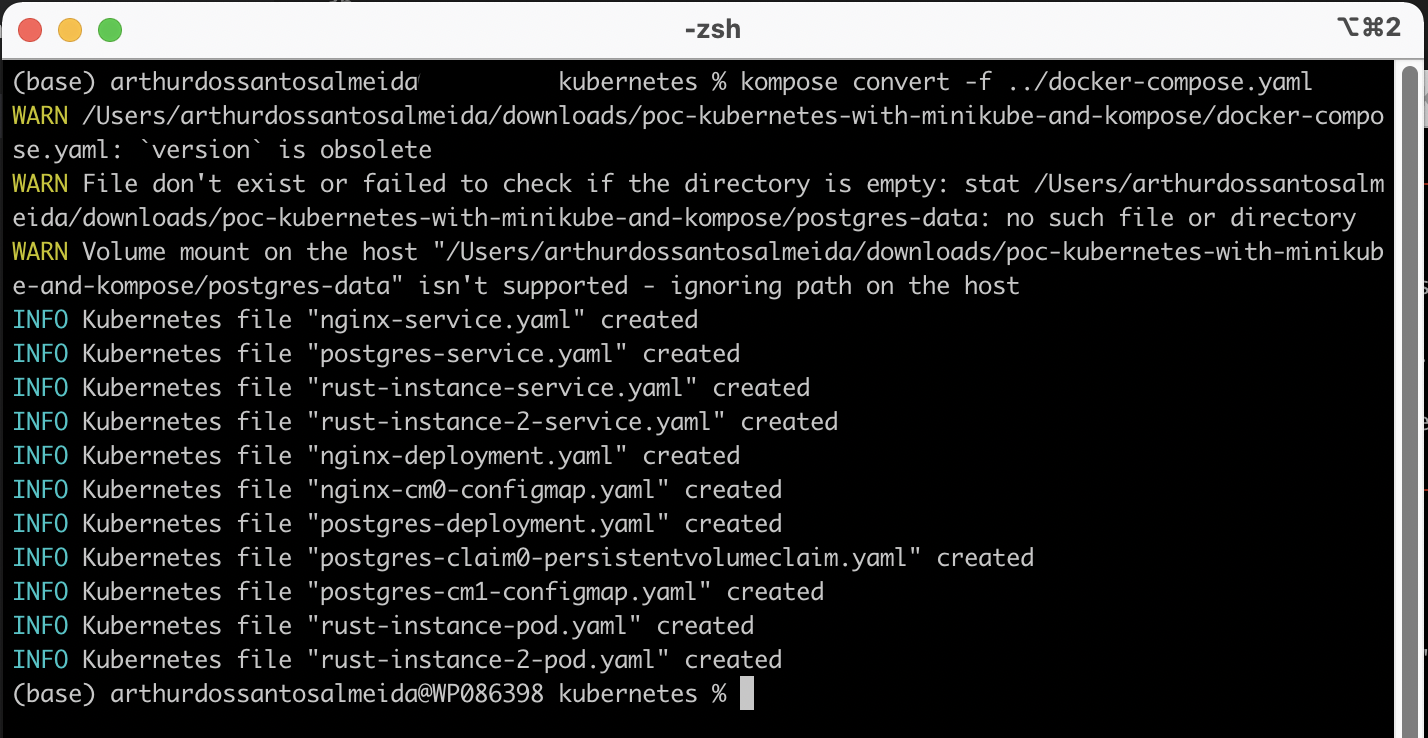 -zsh
⌥⌘2
(base) arthurdossantosalmeida kubernetes % kompose convert -f ../docker-compose.yaml
WARN /Users/arthurdossantosalmeida/downloads/poc-kubernetes-with-minikube-and-kompose/docker-compo
se.yaml: `version` is obsolete
WARN File don't exist or failed to check if the directory is empty: stat /Users/arthurdossantosalm
eida/downloads/poc-kubernetes-with-minikube-and-kompose/postgres-data: no such file or directory
WARN Volume mount on the host "/Users/arthurdossantosalmeida/downloads/poc-kubernetes-with-minikub
e-and-kompose/postgres-data" isn't supported - ignoring path on the host
INFO Kubernetes file "nginx-service.yaml" created
INFO Kubernetes file "postgres-service.yaml" created
INFO Kubernetes file "rust-instance-service.yaml" created
INFO Kubernetes file "rust-instance-2-service.yaml" created
INFO Kubernetes file "nginx-deployment.yaml" created
INFO Kubernetes file "nginx-cm0-configmap.yaml" created
INFO Kubernetes file "postgres-deployment.yaml" created
INFO Kubernetes file "postgres-claim0-persistentvolumeclaim.yaml" created
INFO Kubernetes file "postgres-cm1-configmap.yaml" created
INFO Kubernetes file "rust-instance-pod.yaml" created
INFO Kubernetes file "rust-instance-2-pod.yaml" created
(base) arthurdossantosalmeida@WP086398 kubernetes %